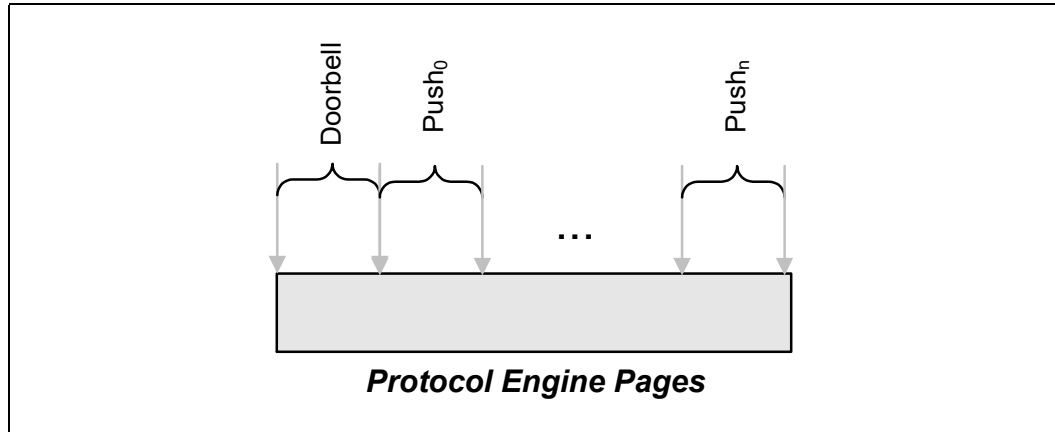 Doorbell
Push₀
Pushₙ
...
Protocol Engine Pages